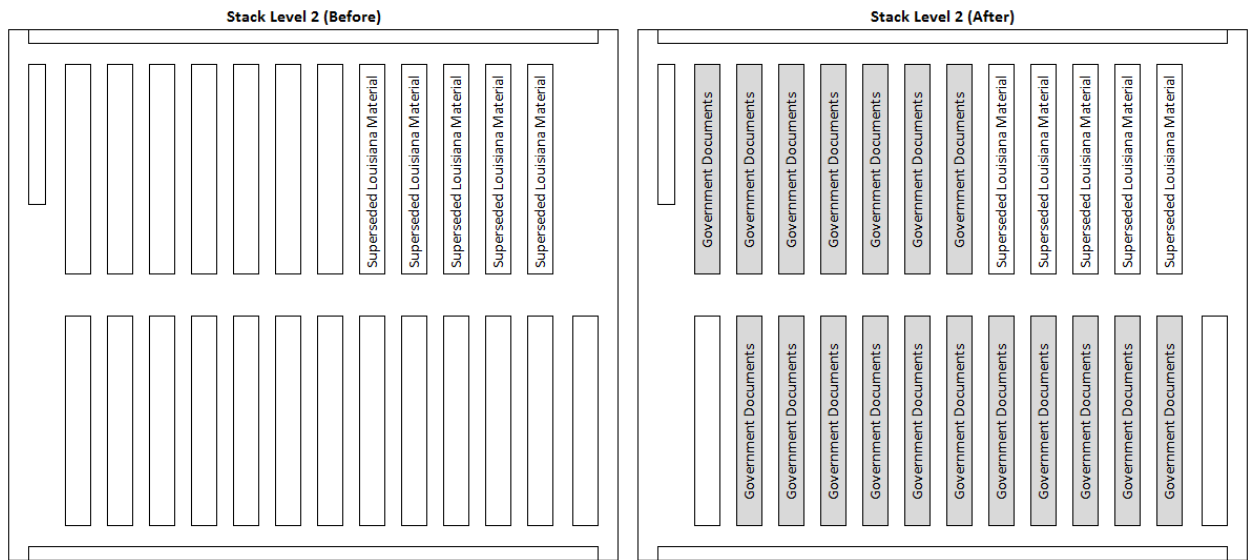 Stack Level 2 (Before)
Superseded Louisiana Material
Superseded Louisiana Material
Superseded Louisiana Material
Superseded Louisiana Material
Superseded Louisiana Material
Stack Level 2 (After)
Government Documents
Government Documents
Government Documents
Government Documents
Government Documents
Government Documents
Government Documents
Superseded Louisiana Material
Superseded Louisiana Material
Superseded Louisiana Material
Superseded Louisiana Material
Superseded Louisiana Material
Government Documents
Government Documents
Government Documents
Government Documents
Government Documents
Government Documents
Government Documents
Government Documents
Government Documents
Government Documents
Government Documents